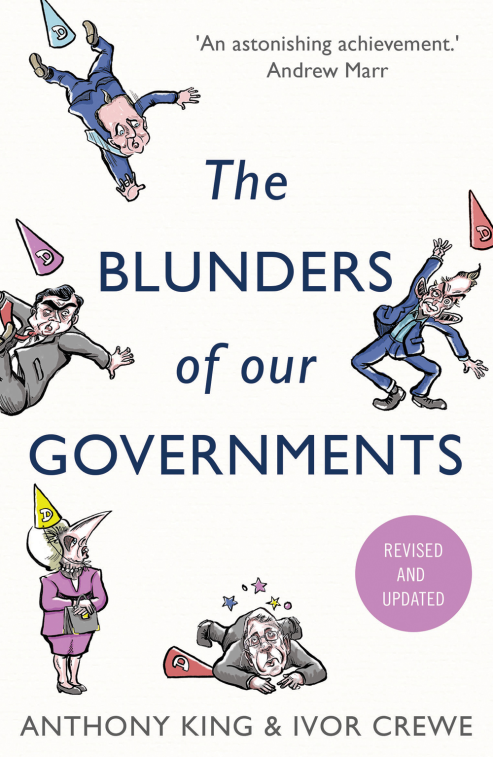 D
'An astonishing achievement.'
Andrew Marr
The
D
D
BLUNDERS
of our
GOVERNMENTS
D
REVISED
AND
UPDATED
D
ANTHONY KING & IVOR CREWE